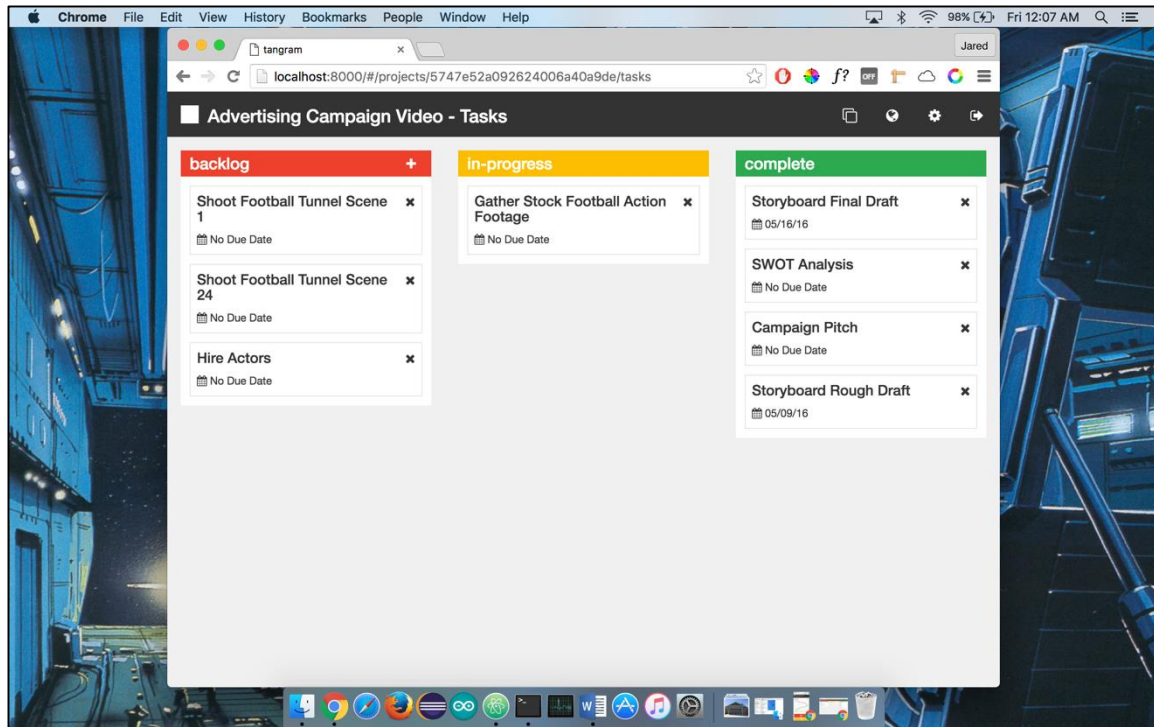 Chrome File Edit View History Bookmarks People Window Help 98% Fri 12:07 AM
tangram
Jared
localhost:8000/#/projects/5747e52a092624006a40a9de/tasks
f?
OFF
Advertising Campaign Video - Tasks
backlog +
Shoot Football Tunnel Scene
1
No Due Date
Shoot Football Tunnel Scene
24
No Due Date
Hire Actors
No Due Date
in-progress
Gather Stock Football Action
Footage
No Due Date
complete
Storyboard Final Draft
05/16/16
SWOT Analysis
No Due Date
Campaign Pitch
No Due Date
Storyboard Rough Draft
05/09/16